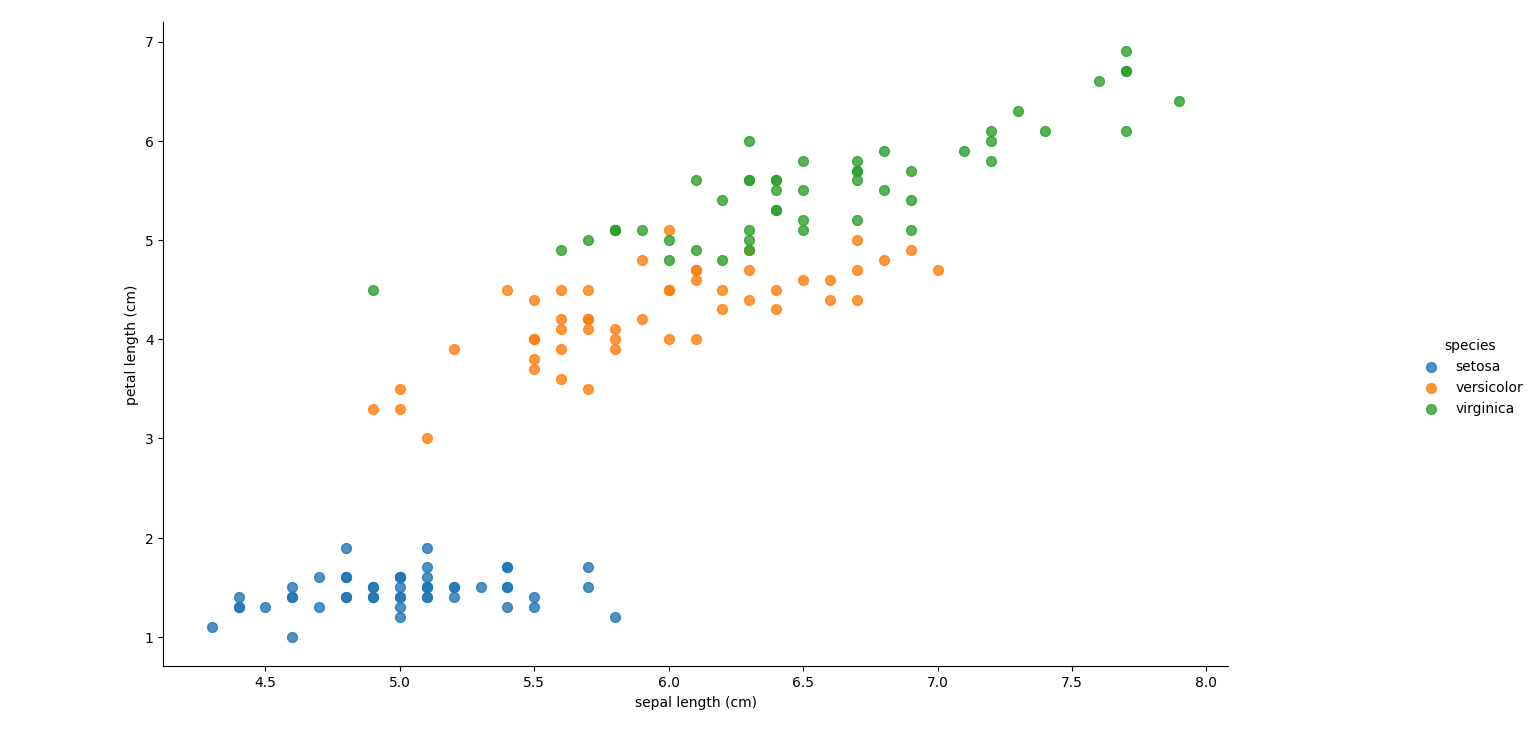 7
6
5
4
3
2
1
petal length (cm)
4.5 5.0 5.5 6.0 6.5 7.0 7.5 8.0
sepal length (cm)
species
setosa
versicolor
virginica